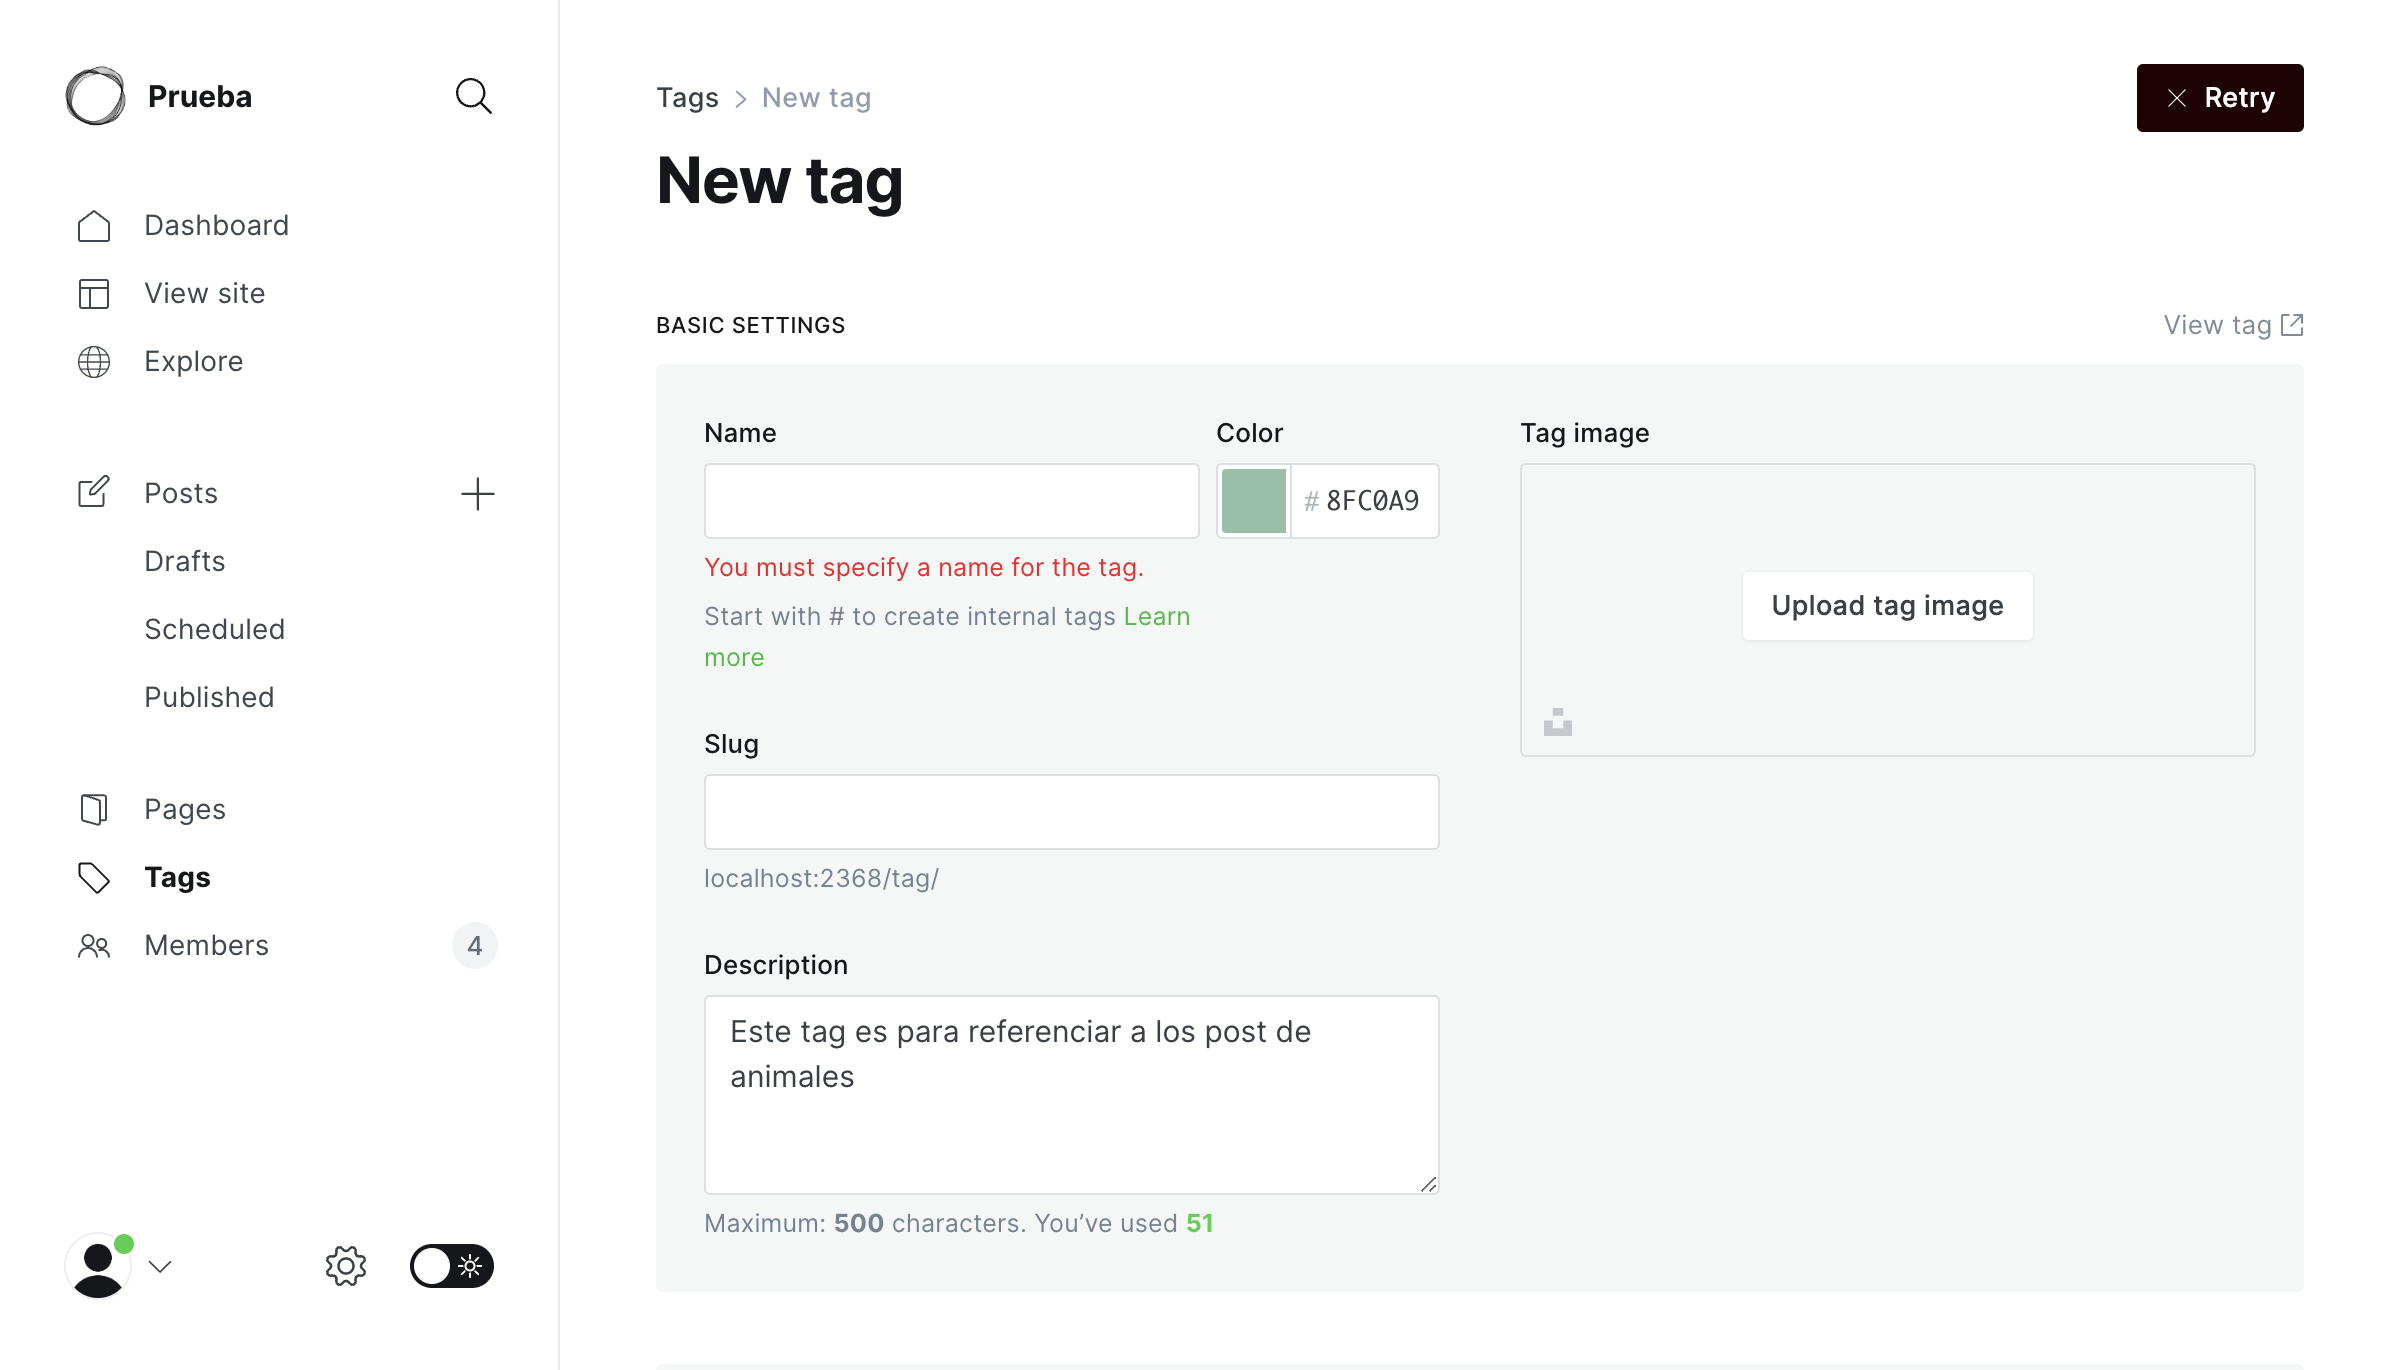 Prueba
Dashboard
View site
Explore
Posts
Drafts
Scheduled
Published
Pages
Tags
Members
4
Tags > New tag
Retry
New tag
BASIC SETTINGS
View tag
Name
Color
Tag image
# 8FC0A9
You must specify a name for the tag.
Start with # to create internal tags Learn
more
Upload tag image
Slug
localhost:2368/tag/
Description
Este tag es para referenciar a los post de
animales
Maximum: 500 characters. You’ve used 51